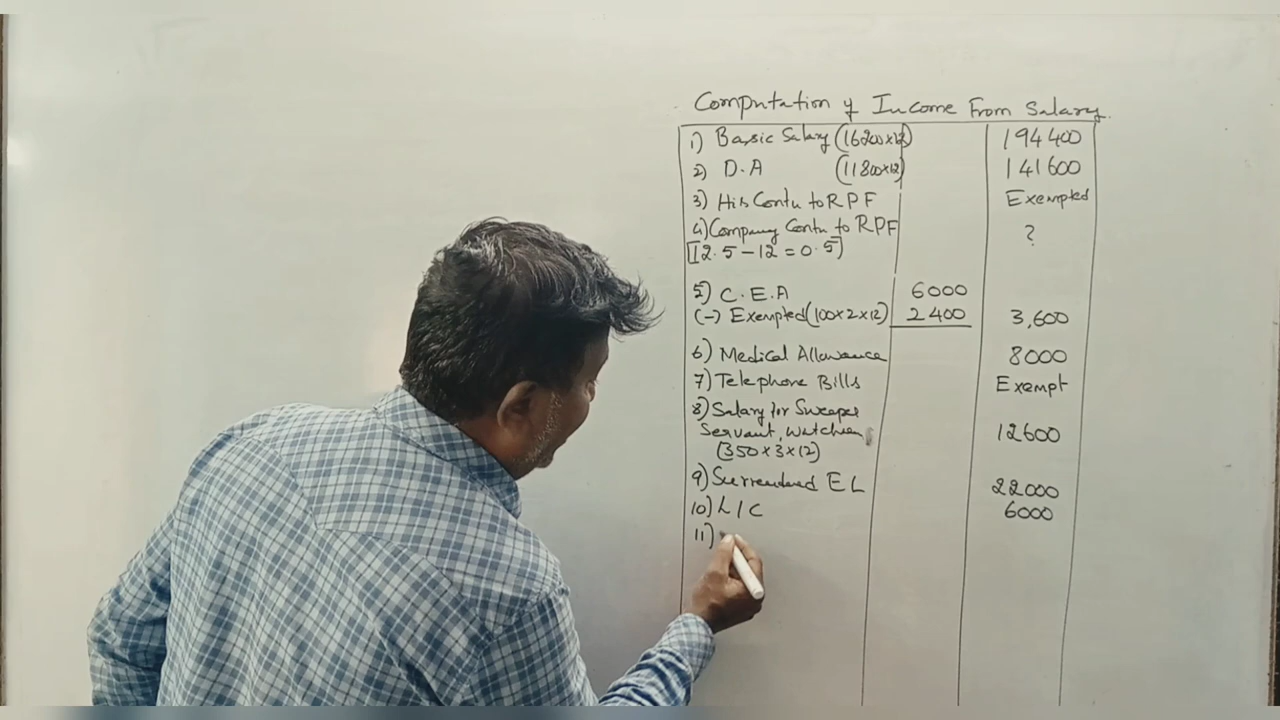 Computation of Income From Salary
1) Basic Salary (16200x12) 194400
2) D.A (11800x12) 141600
3) His Contn to R P F Exempted
4) Company Contn to R P F ?
[12.5 - 12 = 0.5]
5) C.E.A 6000
(-) Exempted (100x2x12) 2400 3,600
6) Medical Allowance 8000
7) Telephone Bills Exempt
8) Salary for Sweeper
Servant, Watchman 12600
(350x3x12)
9) Surrendered EL 22000
10) LIC 6000
11)